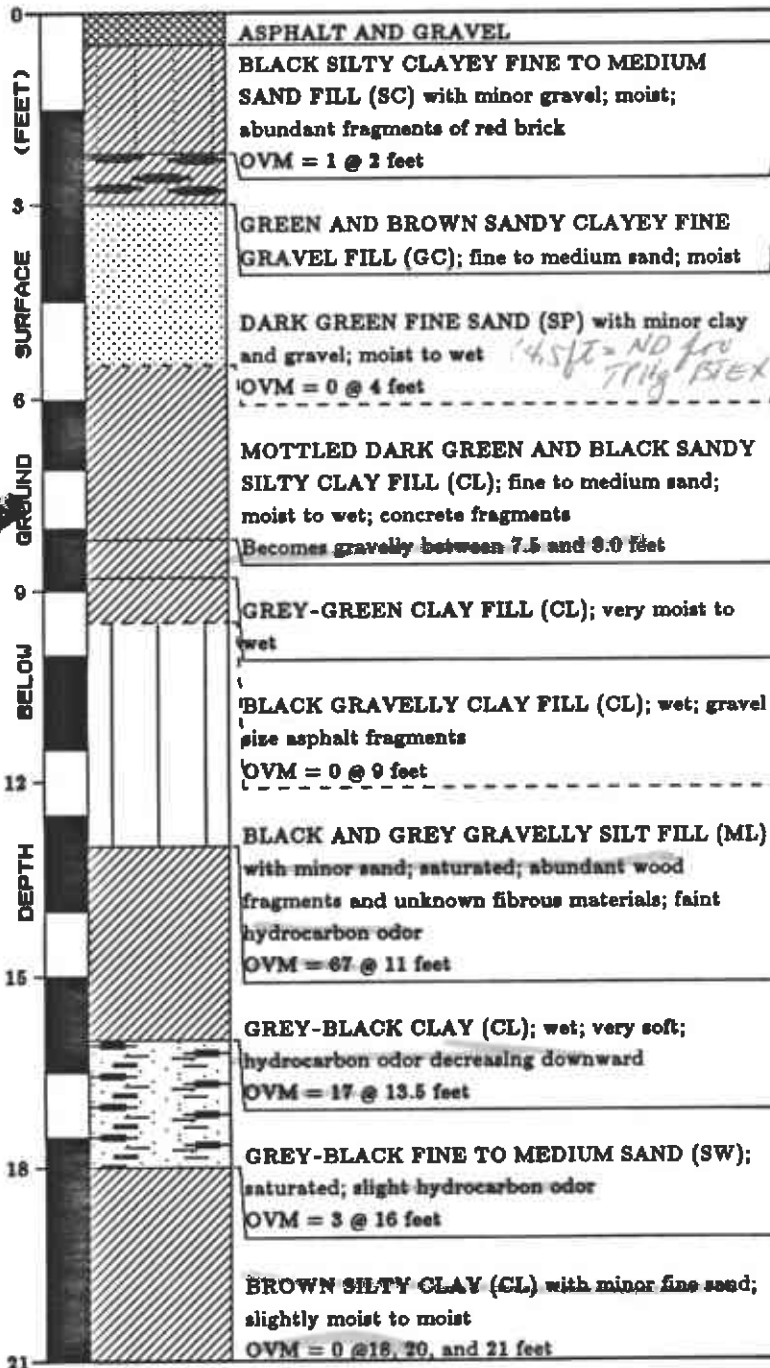 0
ASPHALT AND GRAVEL
BLACK SILTY CLAYEY FINE TO MEDIUM
SAND FILL (SC) with minor gravel; moist;
abundant fragments of red brick
OVM = 1 @ 2 feet
3
GREEN AND BROWN SANDY CLAYEY FINE
GRAVEL FILL (GC); fine to medium sand; moist
DARK GREEN FINE SAND (SP) with minor clay
and gravel; moist to wet
4.5ft = ND for
TPHg BTEX
OVM = 0 @ 4 feet
6
MOTTLED DARK GREEN AND BLACK SANDY
SILTY CLAY FILL (CL); fine to medium sand;
moist to wet; concrete fragments
Becomes gravelly between 7.5 and 8.0 feet
9
GREY-GREEN CLAY FILL (CL); very moist to
wet
BLACK GRAVELLY CLAY FILL (CL); wet; gravel
size asphalt fragments
OVM = 0 @ 9 feet
12
BLACK AND GREY GRAVELLY SILT FILL (ML)
with minor sand; saturated; abundant wood
fragments and unknown fibrous materials; faint
hydrocarbon odor
OVM = 67 @ 11 feet
15
GREY-BLACK CLAY (CL); wet; very soft;
hydrocarbon odor decreasing downward
OVM = 17 @ 13.5 feet
18
GREY-BLACK FINE TO MEDIUM SAND (SW);
saturated; slight hydrocarbon odor
OVM = 3 @ 16 feet
BROWN SILTY CLAY (CL) with minor fine sand;
slightly moist to moist
OVM = 0 @18, 20, and 21 feet
21
DEPTH BELOW GROUND SURFACE (FEET)